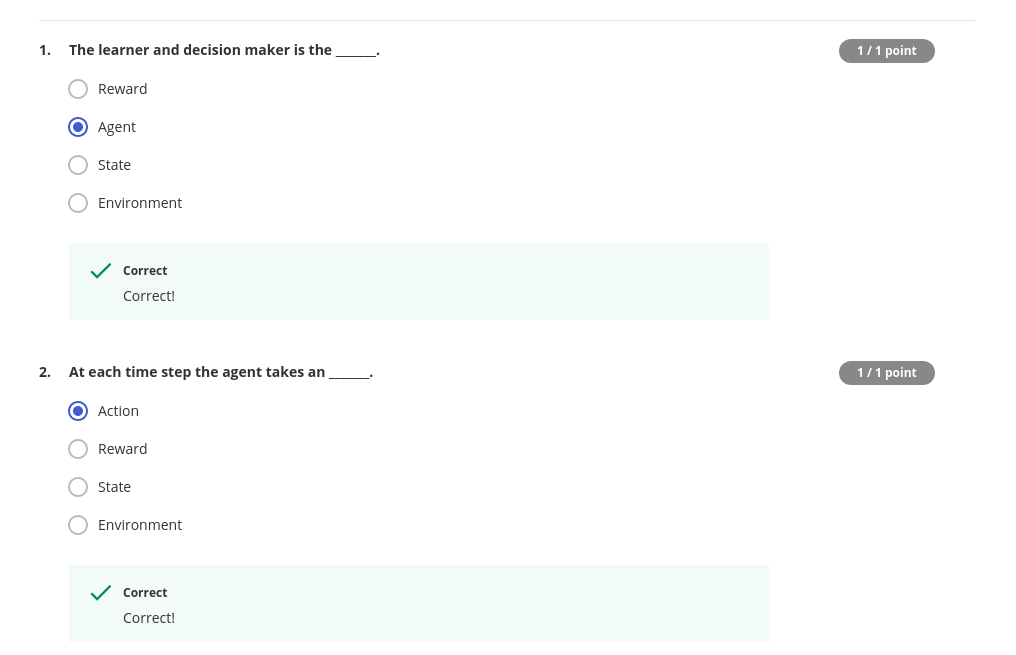 1. The learner and decision maker is the ______. 1 / 1 point
Reward
Agent
State
Environment
Correct
Correct!
2. At each time step the agent takes an ______. 1 / 1 point
Action
Reward
State
Environment
Correct
Correct!